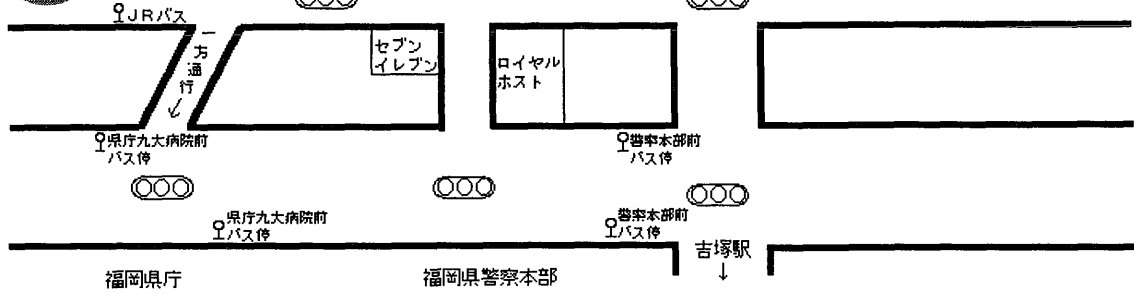 JRバス
一方通行
セブン
イレブン
ロイヤル
ホスト
県庁九大病院前
バス停
警察本部前
バス停
県庁九大病院前
バス停
警察本部前
バス停
吉塚駅
福岡県庁
福岡県警察本部